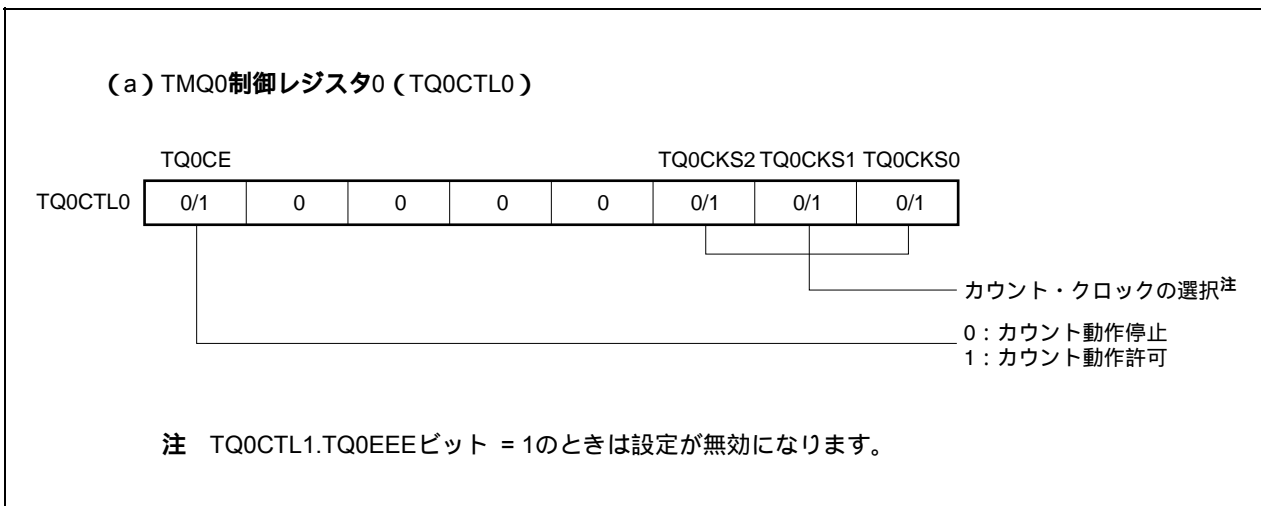 (a)TMQ0制御レジスタ0(TQ0CTL0)
TQ0CE TQ0CKS2 TQ0CKS1 TQ0CKS0
TQ0CTL0 0/1 0 0 0 0 0/1 0/1 0/1
カウント・クロックの選択注
0:カウント動作停止
1:カウント動作許可
注 TQ0CTL1.TQ0EEEビット = 1のときは設定が無効になります。